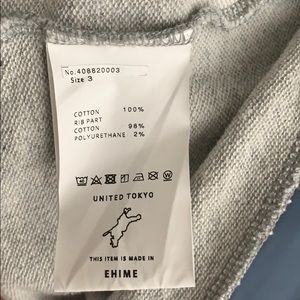 No.408820003
Size 3
COTTON 100%
RIB PART
COTTON 98%
POLYURETHANE 2%
UNITED TOKYO
THIS ITEM IS MADE IN
EHIME